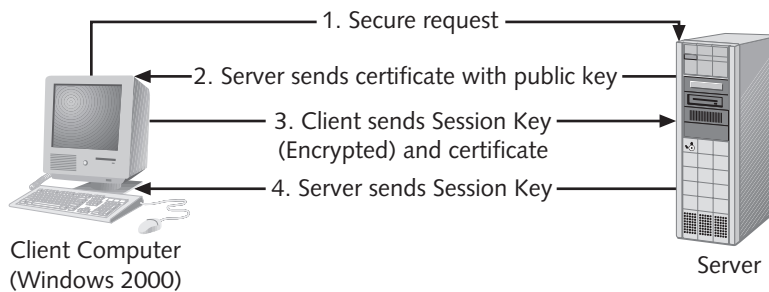 1. Secure request
2. Server sends certificate with public key
3. Client sends Session Key
(Encrypted) and certificate
4. Server sends Session Key
Client Computer
(Windows 2000)
Server